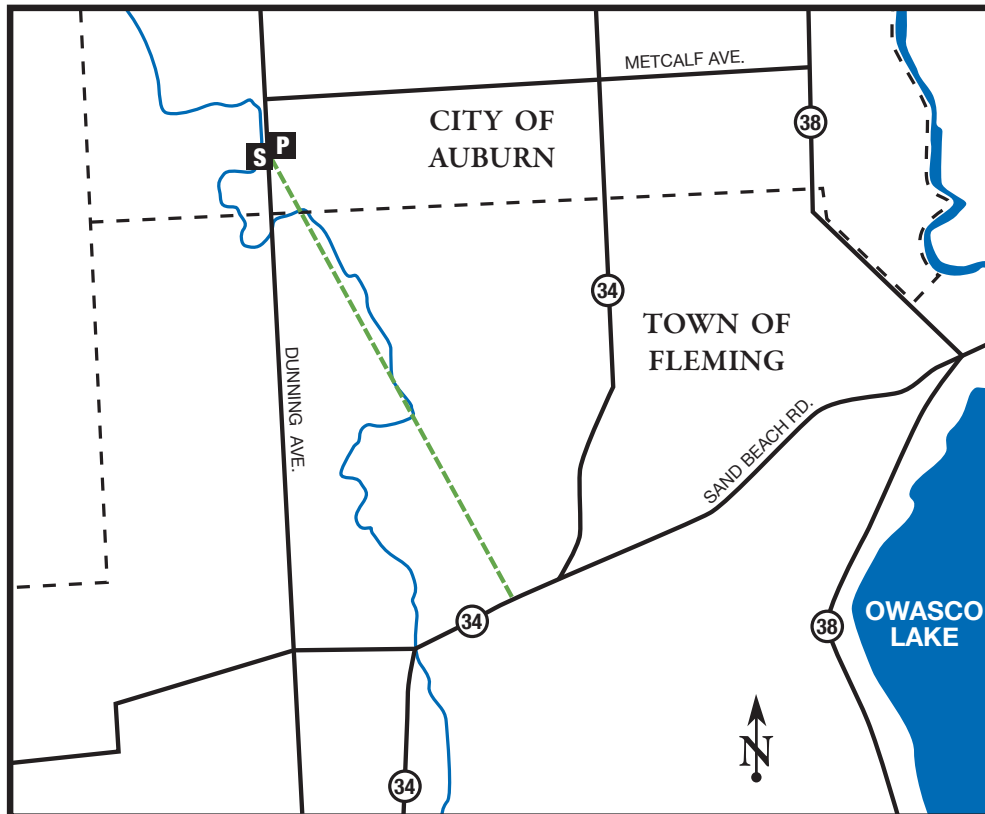 METCALF AVE.
CITY OF
AUBURN
38
P
S
34
TOWN OF
FLEMING
DUNNING AVE.
SAND BEACH RD.
OWASCO
LAKE
34
38
N
34